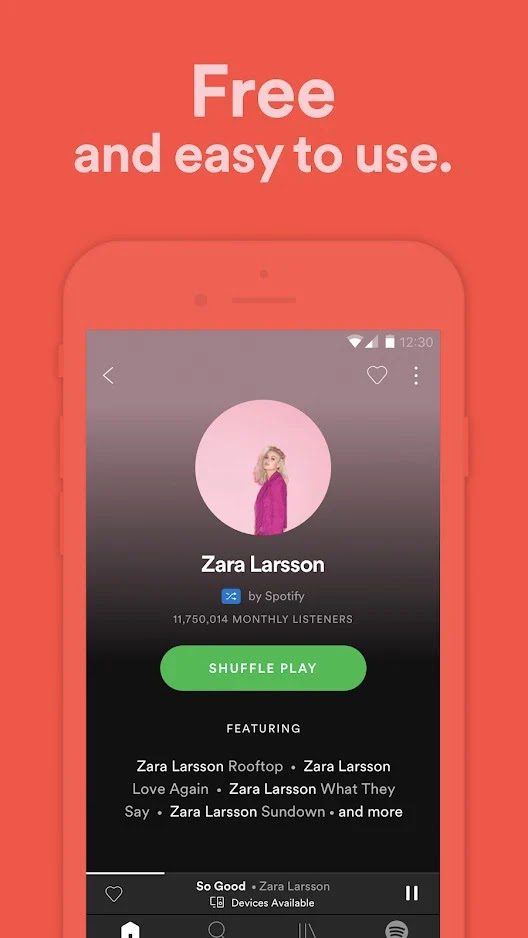 Free
and easy to use.
12:30
Zara Larsson
by Spotify
11,750,014 MONTHLY LISTENERS
SHUFFLE PLAY
FEATURING
Zara Larsson Rooftop • Zara Larsson
Love Again • Zara Larsson What They
Say • Zara Larsson Sundown • and more
So Good • Zara Larsson
Devices Available